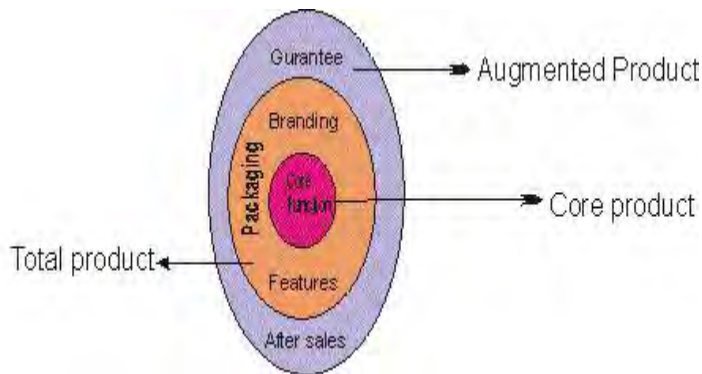 Gurantee
Augmented Product
Branding
Packaging
Core
function
Core product
Total product
Features
After sales